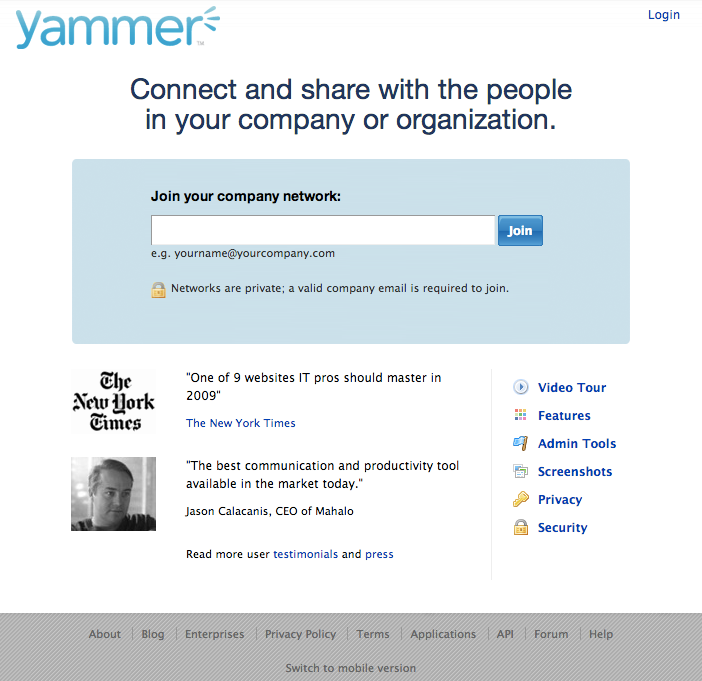 yammer™
Login
Connect and share with the people
in your company or organization.
Join your company network:
Join
e.g. yourname@yourcompany.com
Networks are private; a valid company email is required to join.
The
New York
Times
"One of 9 websites IT pros should master in
2009"
The New York Times
"The best communication and productivity tool
available in the market today."
Jason Calacanis, CEO of Mahalo
Read more user testimonials and press
Video Tour
Features
Admin Tools
Screenshots
Privacy
Security
About Blog Enterprises Privacy Policy Terms Applications API Forum Help
Switch to mobile version